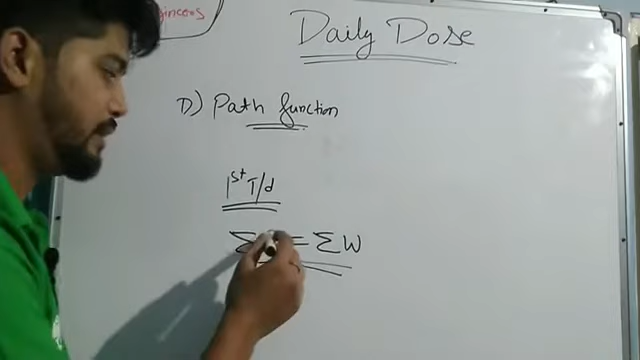 gineers
Daily Dose
D) Path function
1st T/d
Σ = ΣW